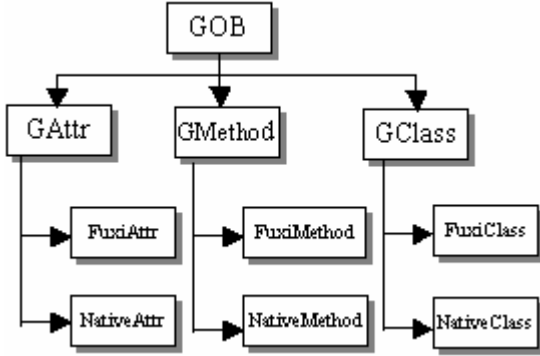 GOB
GAttr
GMethod
GClass
FuxiAttr
FuxiMethod
FuxiClass
NativeAttr
NativeMethod
NativeClass